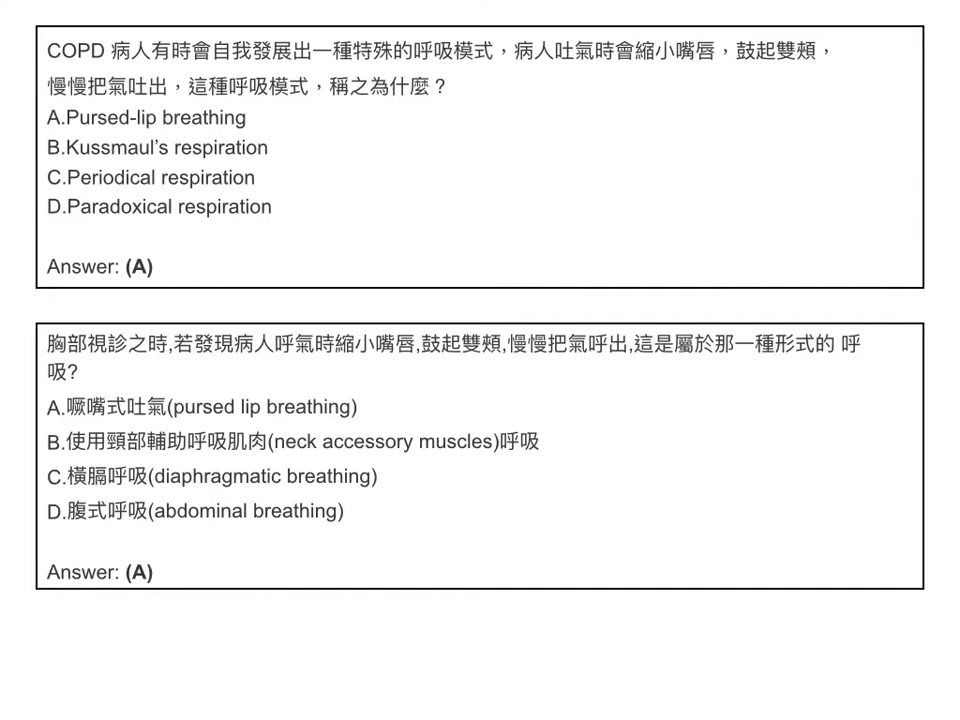 COPD 病人有時會自我發展出一種特殊的呼吸模式，病人吐氣時會縮小嘴唇，鼓起雙頰，
慢慢把氣吐出，這種呼吸模式，稱之為什麼？
A.Pursed-lip breathing
B.Kussmaul’s respiration
C.Periodical respiration
D.Paradoxical respiration
Answer: (A)
胸部視診之時,若發現病人呼氣時縮小嘴唇,鼓起雙頰,慢慢把氣呼出,這是屬於那一種形式的 呼
吸?
A.噘嘴式吐氣(pursed lip breathing)
B.使用頸部輔助呼吸肌肉(neck accessory muscles)呼吸
C.橫膈呼吸(diaphragmatic breathing)
D.腹式呼吸(abdominal breathing)
Answer: (A)